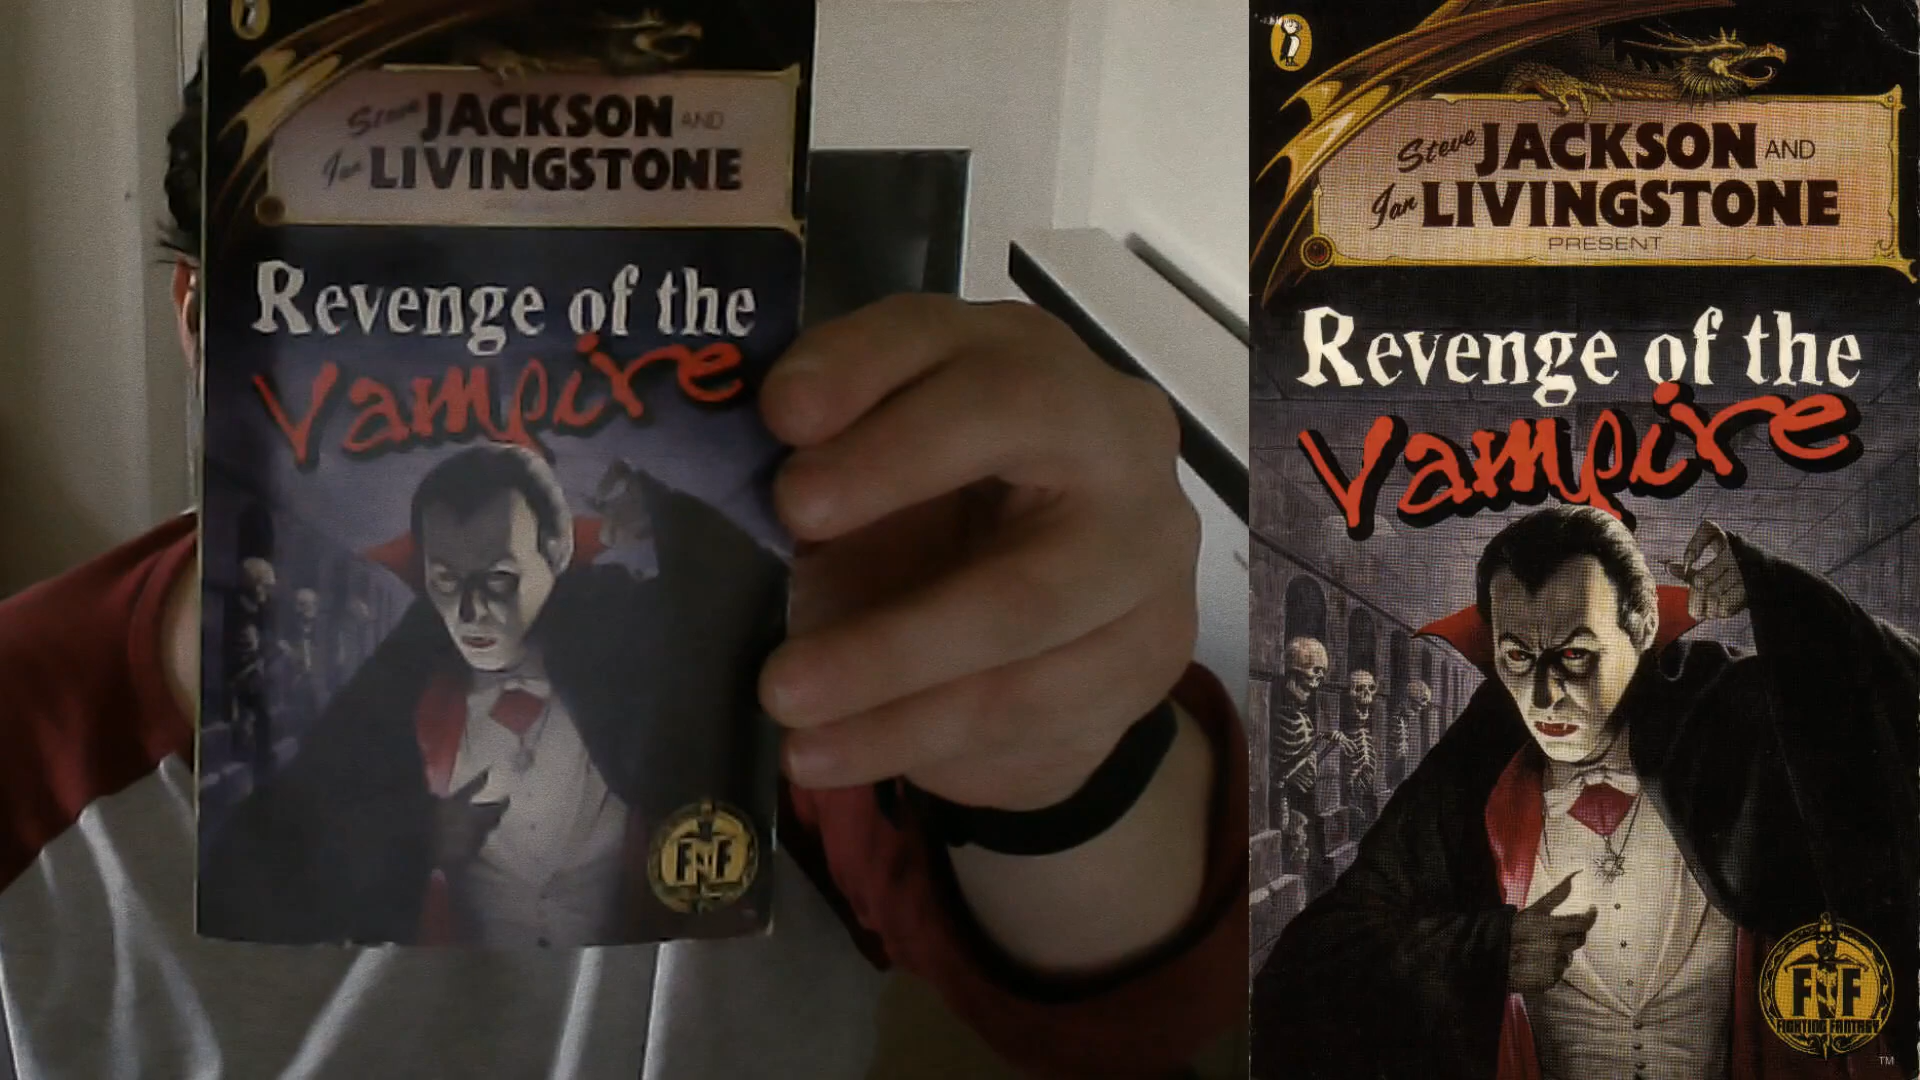 Steve JACKSON AND
Ian LIVINGSTONE
Revenge of the
Vampire
FF
Steve JACKSON AND
Ian LIVINGSTONE
PRESENT
Revenge of the
Vampire
FF
FIGHTING FANTASY
TM